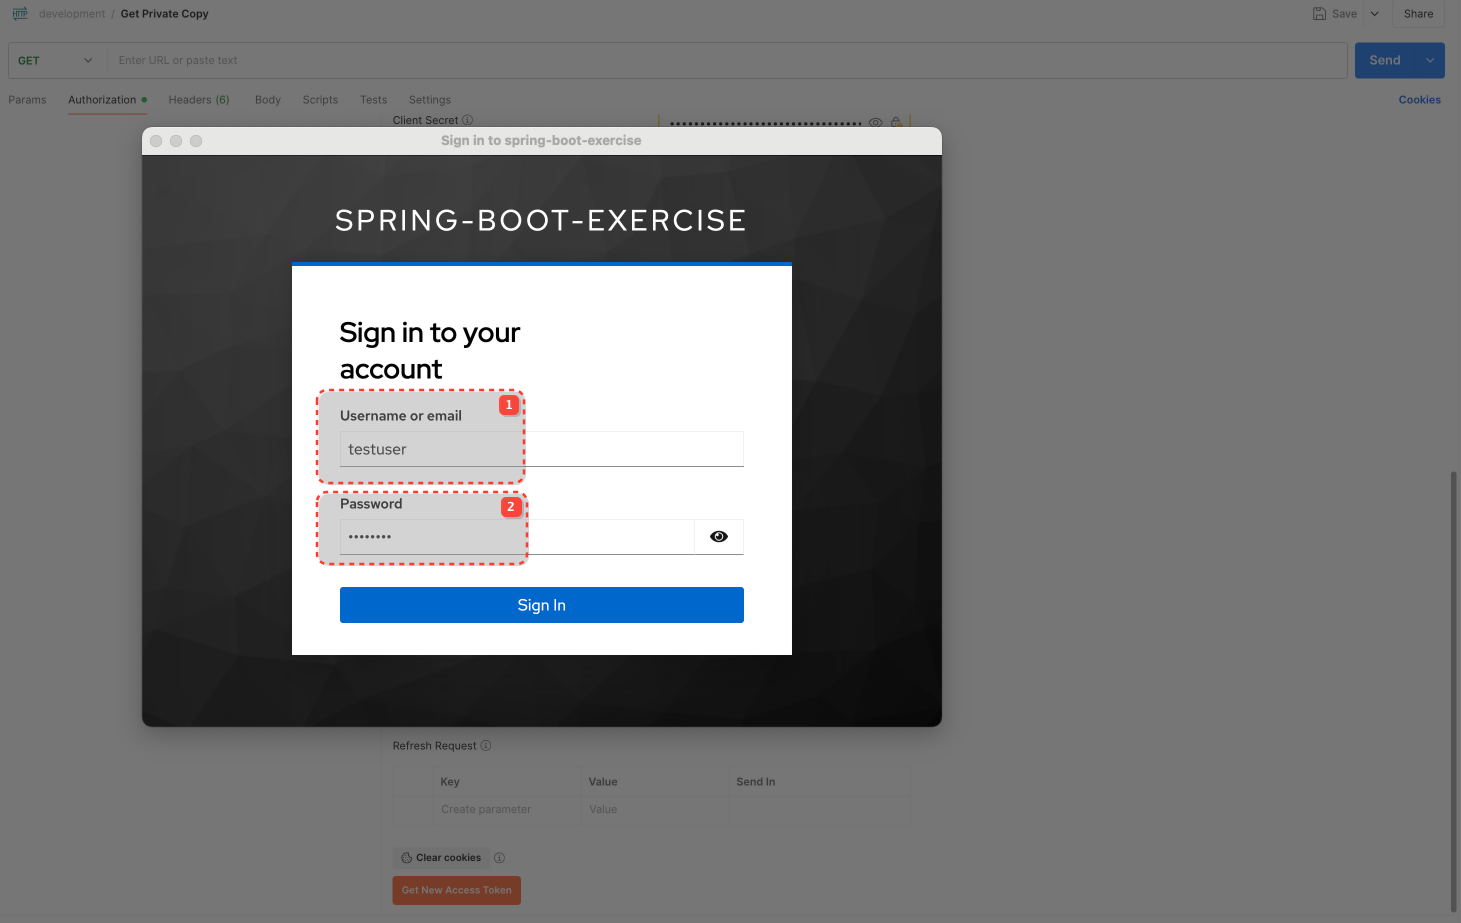 HTTP development / Get Private Copy Save Share
GET Enter URL or paste text Send
Params Authorization Headers (6) Body Scripts Tests Settings Cookies
Client Secret ••••••••••••••••••••••••••••••••
Sign in to spring-boot-exercise
SPRING-BOOT-EXERCISE
Sign in to your
account
1
Username or email
testuser
2
Password
••••••••
Sign In
Refresh Request
Key Value Send In
Create parameter Value
Clear cookies
Get New Access Token